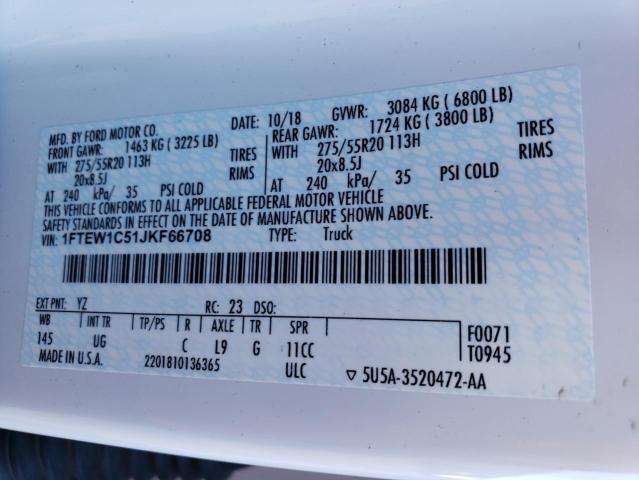 MFD. BY FORD MOTOR CO. DATE: 10/18 GVWR: 3084 KG ( 6800 LB)
FRONT GAWR: 1463 KG ( 3225 LB) REAR GAWR: 1724 KG ( 3800 LB)
WITH 275/55R20 113H TIRES WITH 275/55R20 113H TIRES
20x8.5J RIMS 20x8.5J RIMS
AT 240 kPa/ 35 PSI COLD AT 240 kPa/ 35 PSI COLD
THIS VEHICLE CONFORMS TO ALL APPLICABLE FEDERAL MOTOR VEHICLE
SAFETY STANDARDS IN EFFECT ON THE DATE OF MANUFACTURE SHOWN ABOVE.
VIN: 1FTEW1C51JKF66708 TYPE: Truck
EXT PNT: YZ RC: 23 DSO:
WB INT TR TP/PS R AXLE TR SPR F0071
145 UG C L9 G 11CC T0945
MADE IN U.S.A. 2201810136365 ULC ▽ 5U5A-3520472-AA